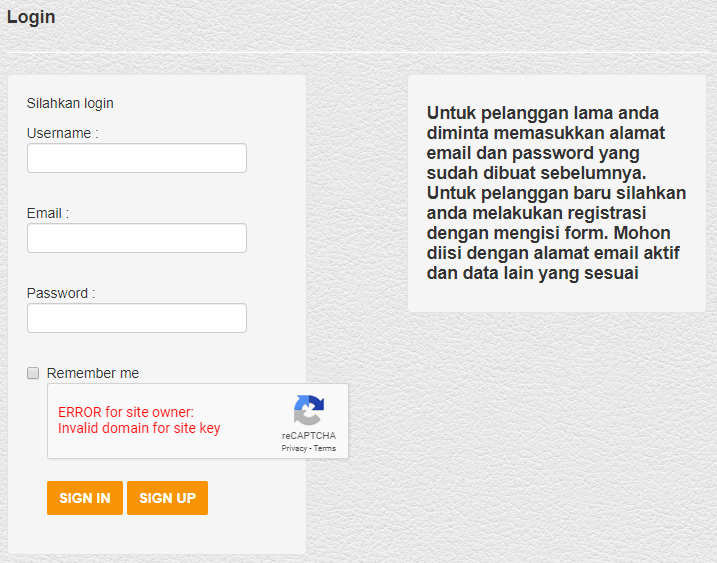 Login
Silahkan login
Username :
Email :
Password :
Remember me
ERROR for site owner:
Invalid domain for site key
reCAPTCHA
Privacy - Terms
SIGN IN
SIGN UP
Untuk pelanggan lama anda
diminta memasukkan alamat
email dan password yang
sudah dibuat sebelumnya.
Untuk pelanggan baru silahkan
anda melakukan registrasi
dengan mengisi form. Mohon
diisi dengan alamat email aktif
dan data lain yang sesuai